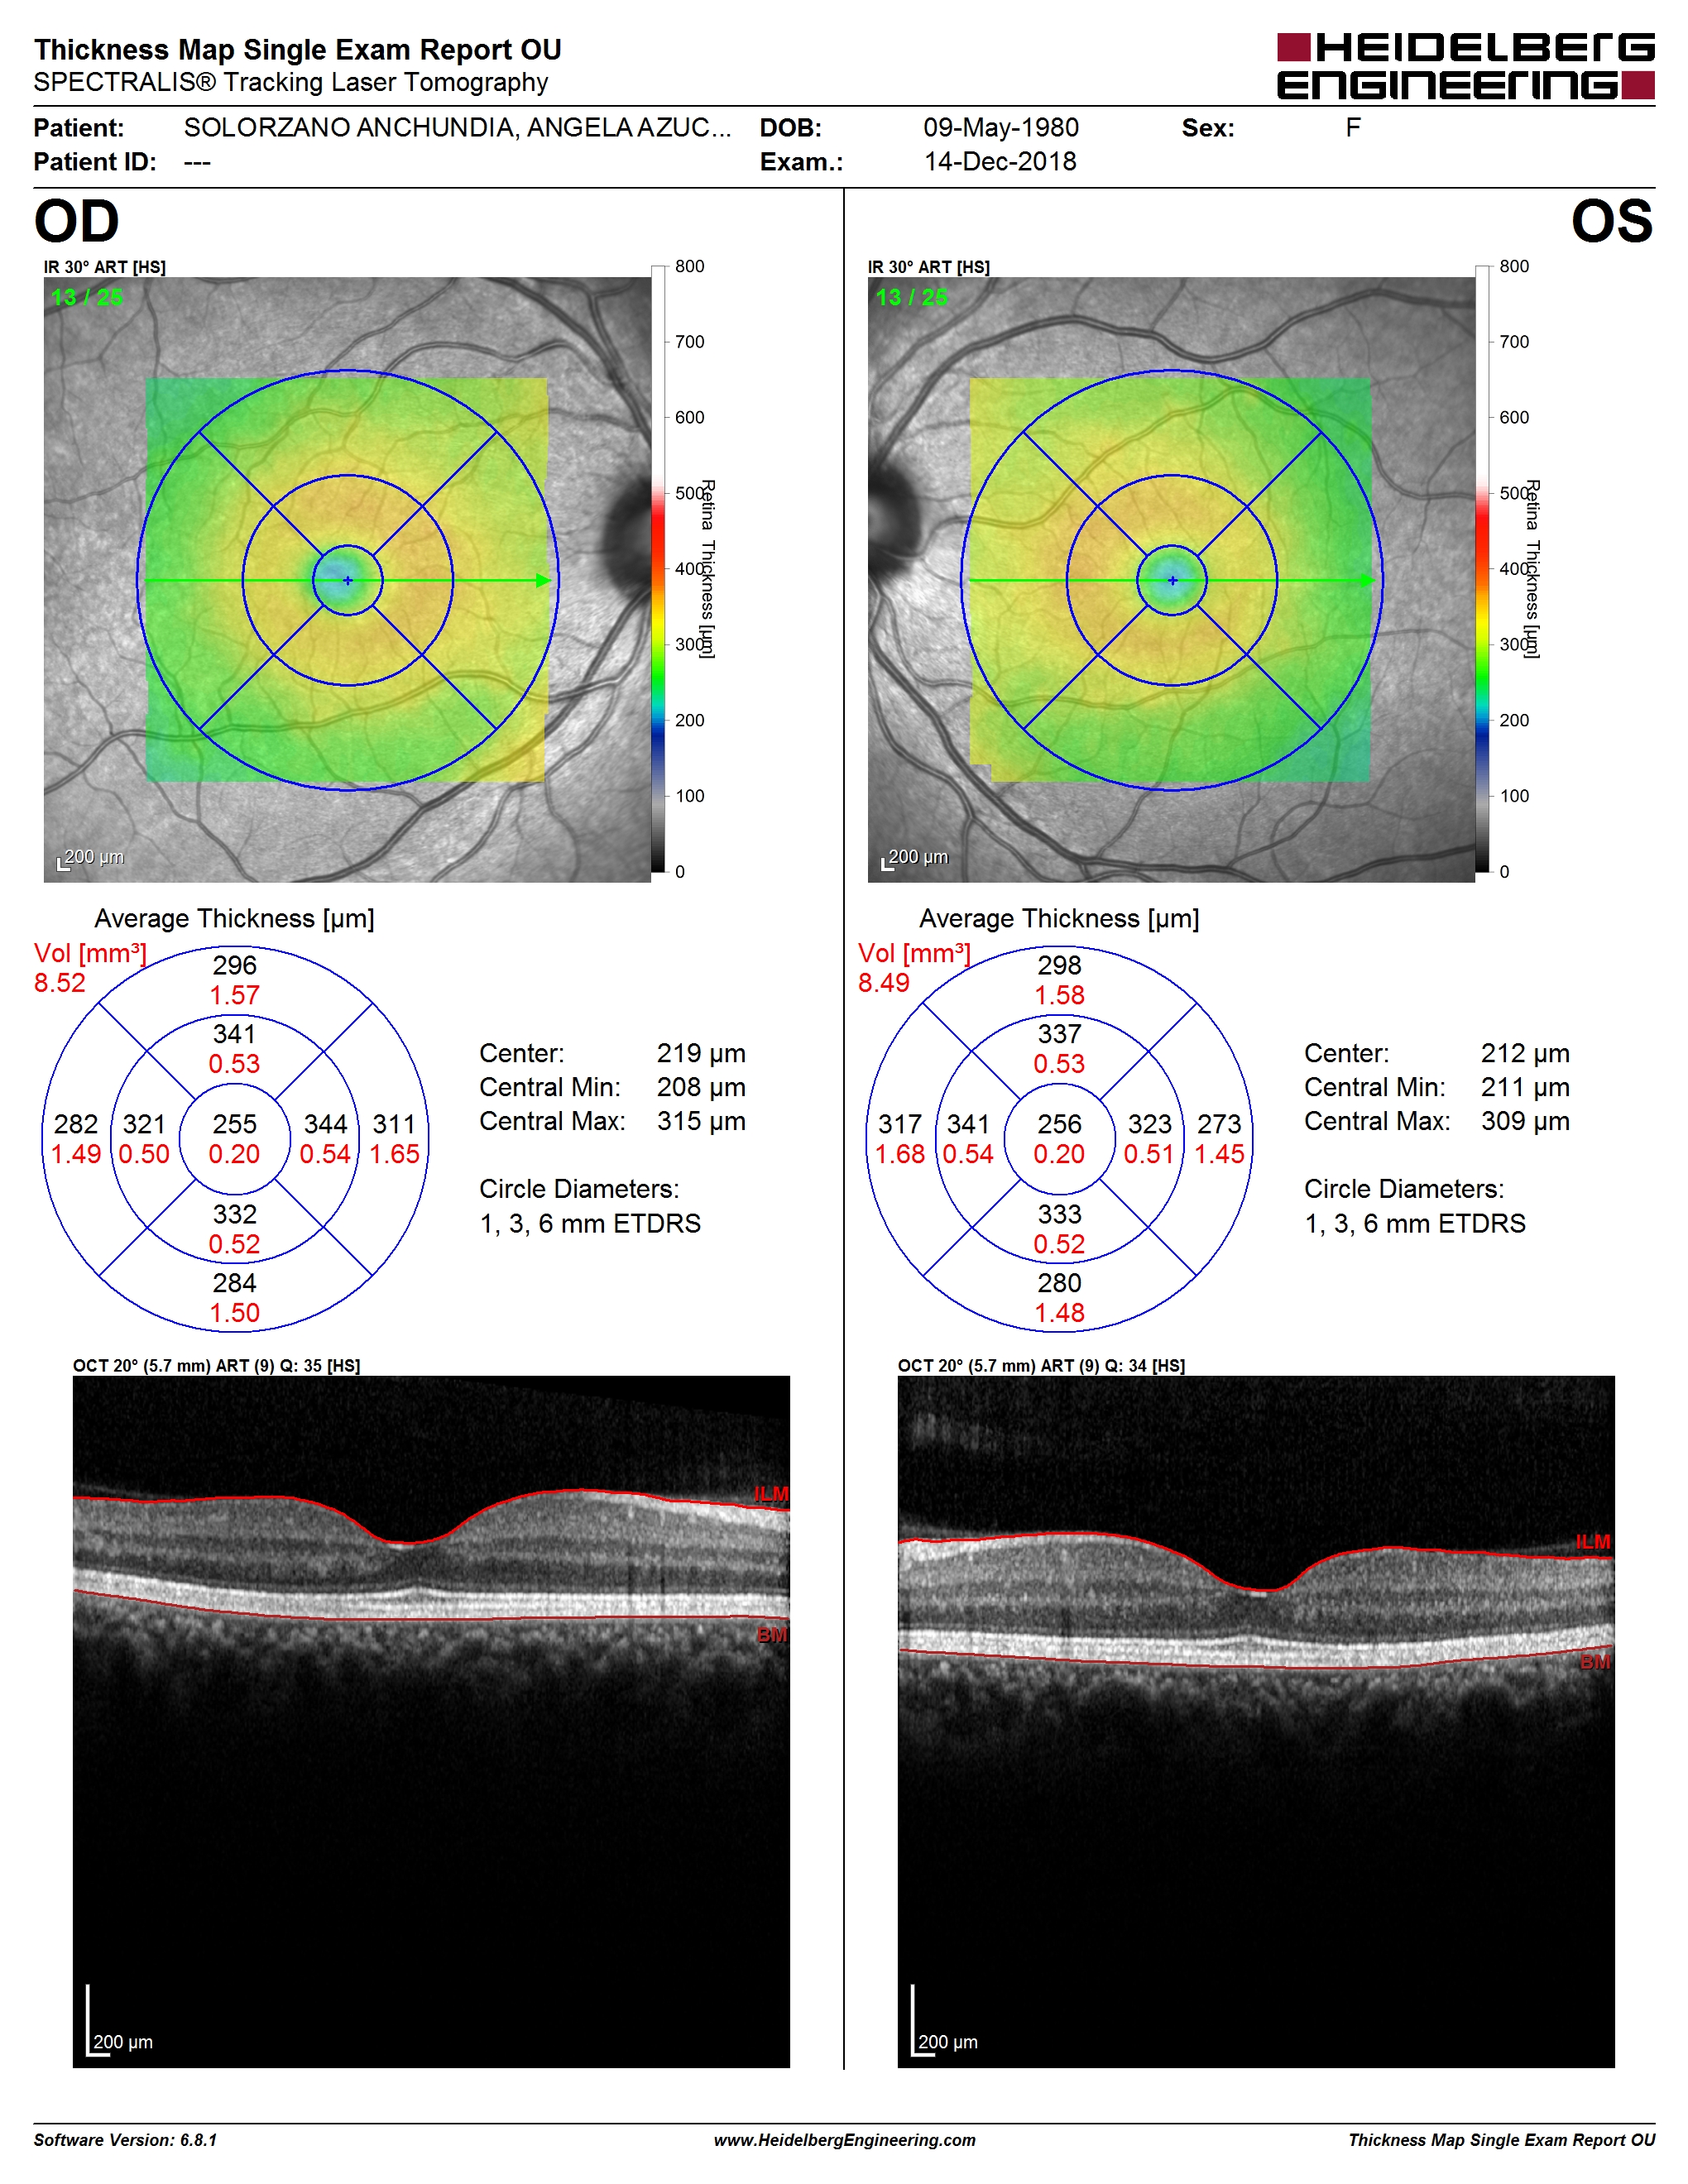 Thickness Map Single Exam Report OU
SPECTRALIS® Tracking Laser Tomography
HEIDELBERG
ENGINEERING
Patient: SOLORZANO ANCHUNDIA, ANGELA AZUC... DOB: 09-May-1980 Sex: F
Patient ID: --- Exam.: 14-Dec-2018
OD
IR 30° ART [HS]
13 / 25
200 µm
800
700
600
500
400
300
200
100
0
Retina Thickness [µm]
Average Thickness [µm]
Vol [mm³]
8.52
296
1.57
341
0.53
282 321 255 344 311
1.49 0.50 0.20 0.54 1.65
332
0.52
284
1.50
Center: 219 µm
Central Min: 208 µm
Central Max: 315 µm
Circle Diameters:
1, 3, 6 mm ETDRS
OCT 20° (5.7 mm) ART (9) Q: 35 [HS]
ILM
BM
200 µm
OS
IR 30° ART [HS]
13 / 25
200 µm
800
700
600
500
400
300
200
100
0
Retina Thickness [µm]
Average Thickness [µm]
Vol [mm³]
8.49
298
1.58
337
0.53
317 341 256 323 273
1.68 0.54 0.20 0.51 1.45
333
0.52
280
1.48
Center: 212 µm
Central Min: 211 µm
Central Max: 309 µm
Circle Diameters:
1, 3, 6 mm ETDRS
OCT 20° (5.7 mm) ART (9) Q: 34 [HS]
ILM
BM
200 µm
Software Version: 6.8.1 www.HeidelbergEngineering.com Thickness Map Single Exam Report OU